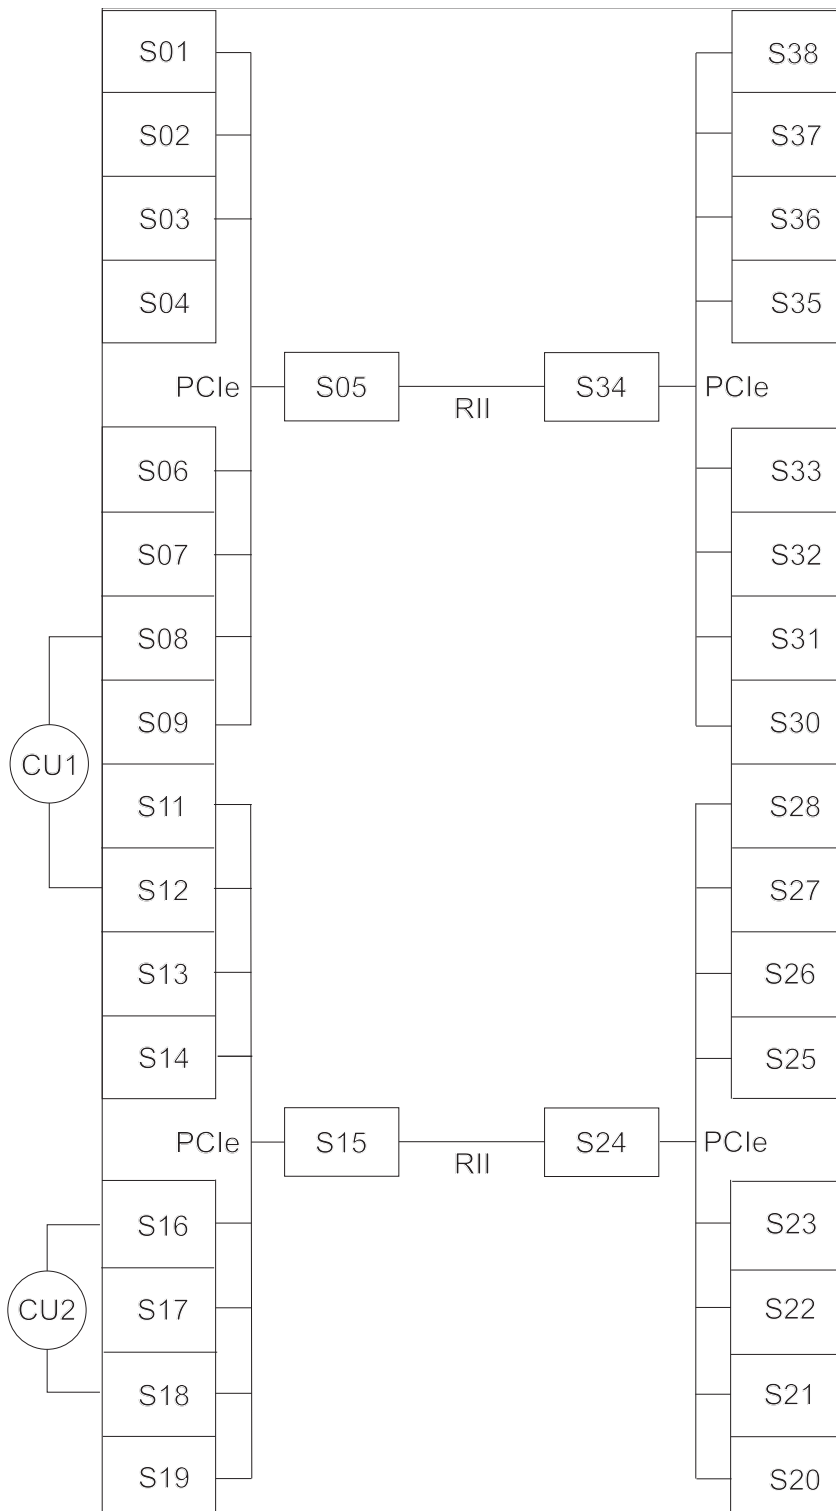 S01
S38
S02
S37
S03
S36
S04
S35
PCIe
S05
RII
S34
PCIe
S06
S33
S07
S32
S08
S31
S09
S30
CU1
S11
S28
S12
S27
S13
S26
S14
S25
PCIe
S15
RII
S24
PCIe
S16
S23
CU2
S17
S22
S18
S21
S19
S20